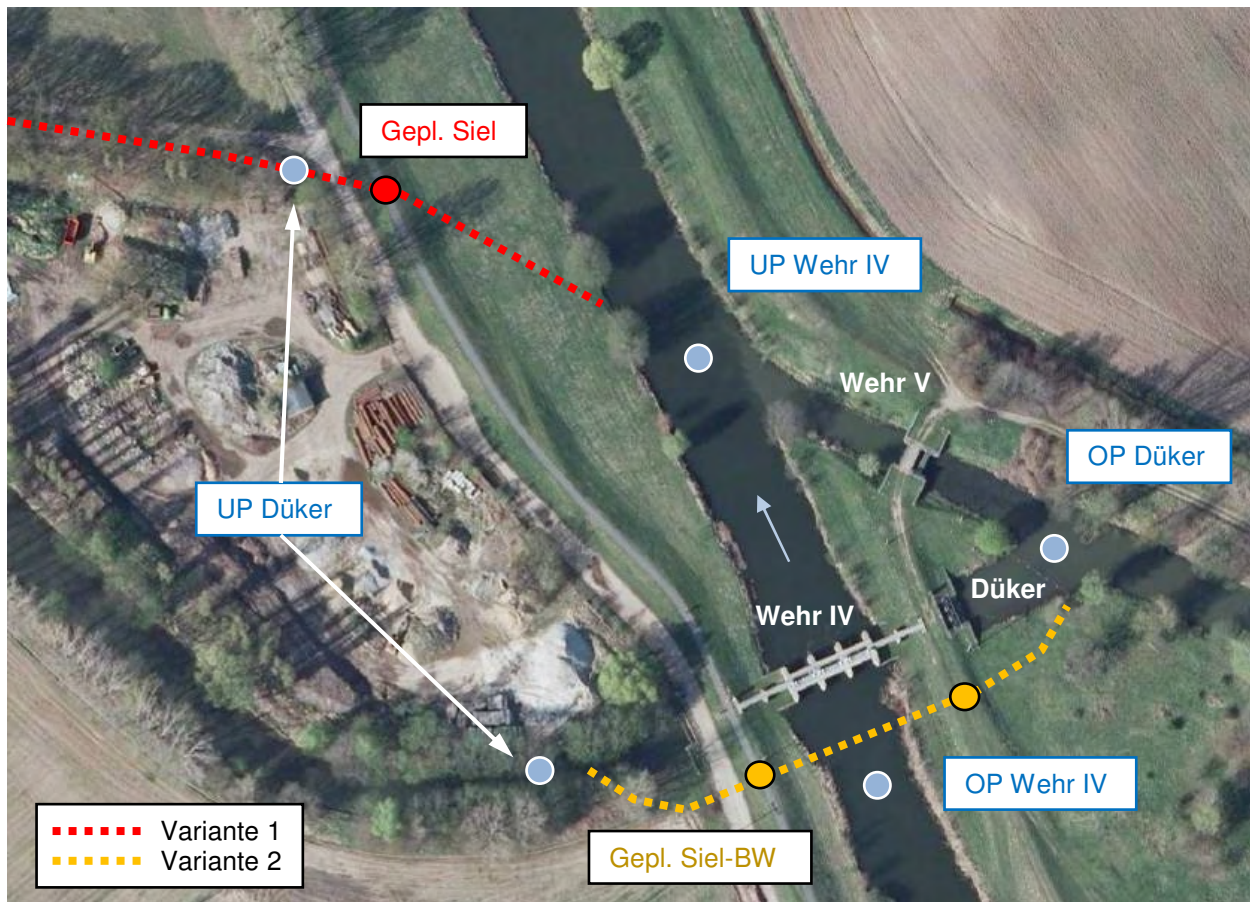 Gepl. Siel
UP Wehr IV
Wehr V
OP Düker
UP Düker
Düker
Wehr IV
OP Wehr IV
Gepl. Siel-BW
Variante 1
Variante 2